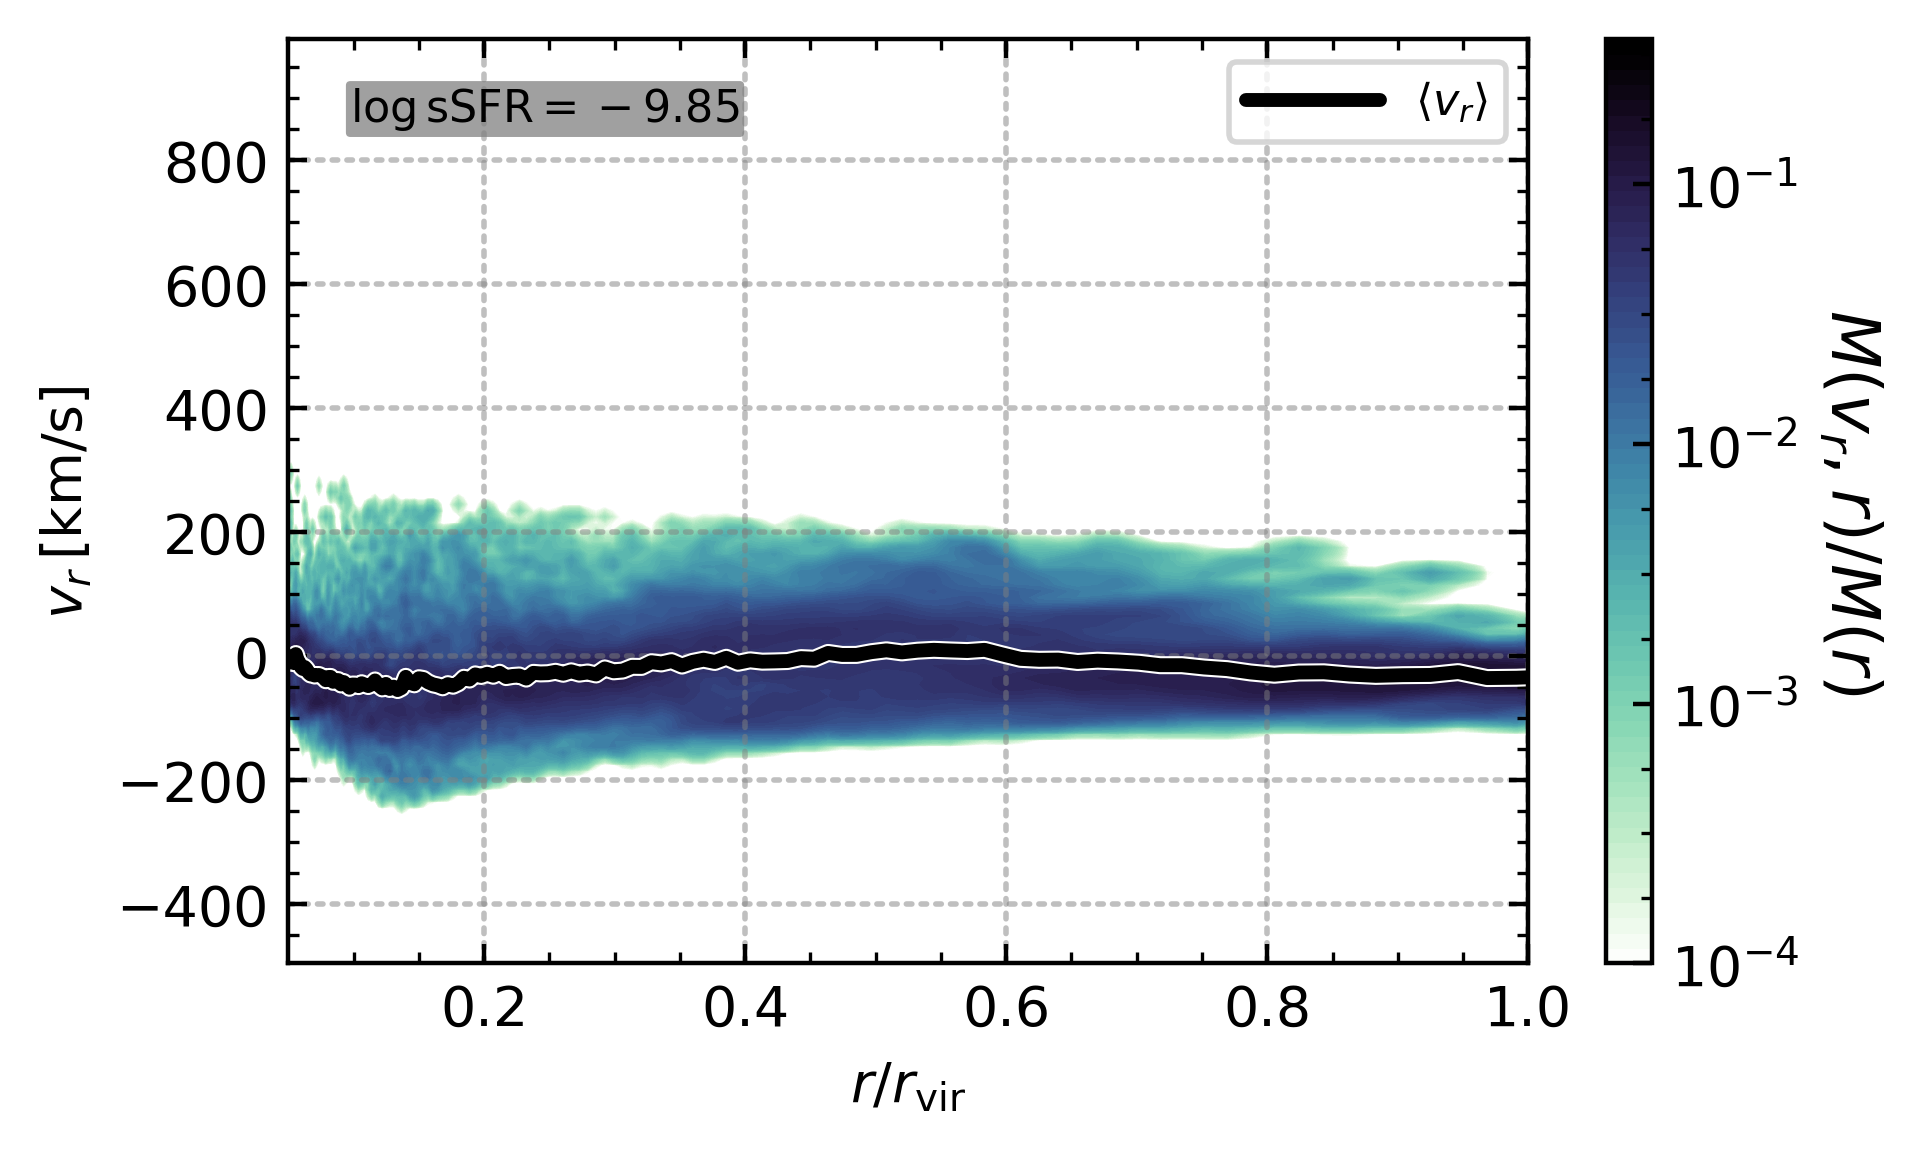 log sSFR = −9.85
⟨v_r⟩
800
600
400
200
0
−200
−400
v_r [km/s]
0.2 0.4 0.6 0.8 1.0
r/r_vir
10⁻¹
10⁻²
10⁻³
10⁻⁴
M(v_r, r)/M(r)